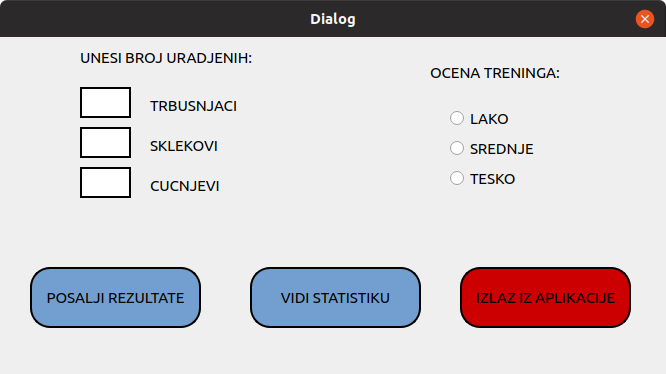 Dialog
UNESI BROJ URADJENIH:
TRBUSNJACI
SKLEKOVI
CUCNJEVI
OCENA TRENINGA:
LAKO
SREDNJE
TESKO
POSALJI REZULTATE
VIDI STATISTIKU
IZLAZ IZ APLIKACIJE